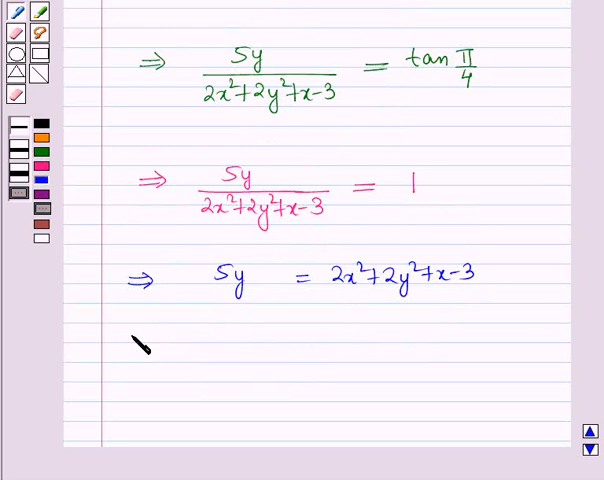 ⇒ 5y / (2x²+2y²+x-3) = tan π/4
⇒ 5y / (2x²+2y²+x-3) = 1
⇒ 5y = 2x²+2y²+x-3